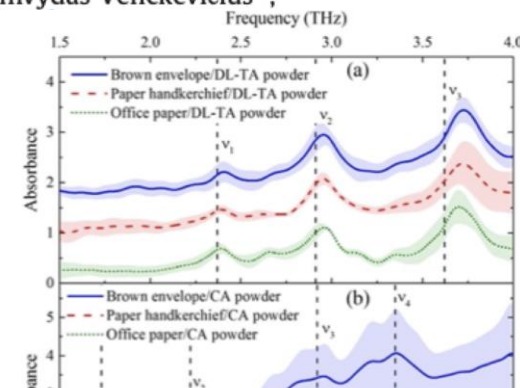 Frequency (THz)
1.5 2.0 2.5 3.0 3.5 4.0
4
3
2
1
0
Absorbance
(a)
Brown envelope/DL-TA powder
Paper handkerchief/DL-TA powder
Office paper/DL-TA powder
ν1
ν2
ν3
(b)
Brown envelope/CA powder
Paper handkerchief/CA powder
Office paper/CA powder
5
4
ν3
ν4